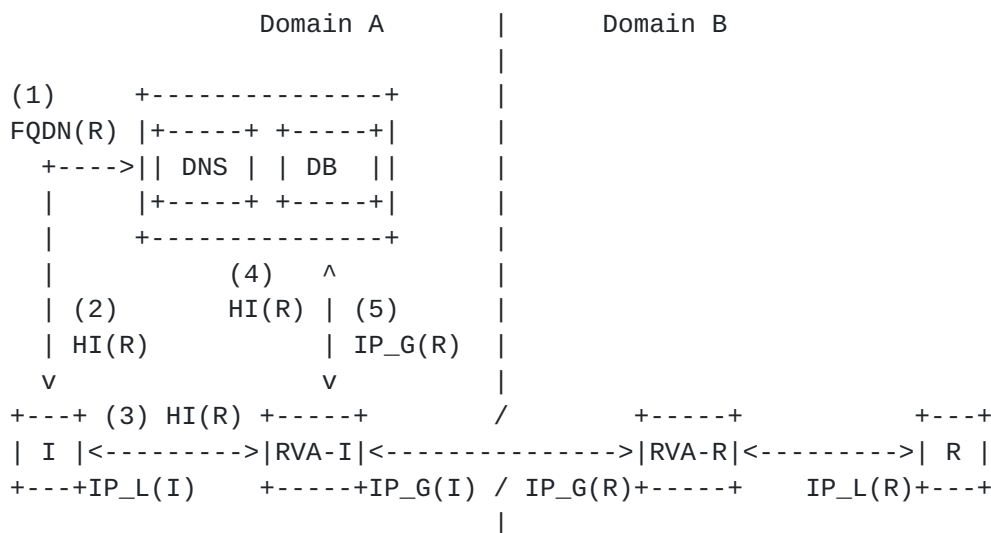 Domain A       |      Domain B
                               |
(1)     +---------------+      |
FQDN(R) |+-----+ +-----+|      |
  +---->|| DNS | | DB  ||      |
  |     |+-----+ +-----+|      |
  |     +---------------+      |
  |           (4)   ^          |
  | (2)       HI(R) | (5)      |
  | HI(R)           | IP_G(R)  |
  v                 v          |
+---+ (3) HI(R) +-----+        /        +-----+           +---+
| I |<--------->|RVA-I|<--------------->|RVA-R|<--------->| R |
+---+IP_L(I)    +-----+IP_G(I) / IP_G(R)+-----+    IP_L(R)+---+
                               |